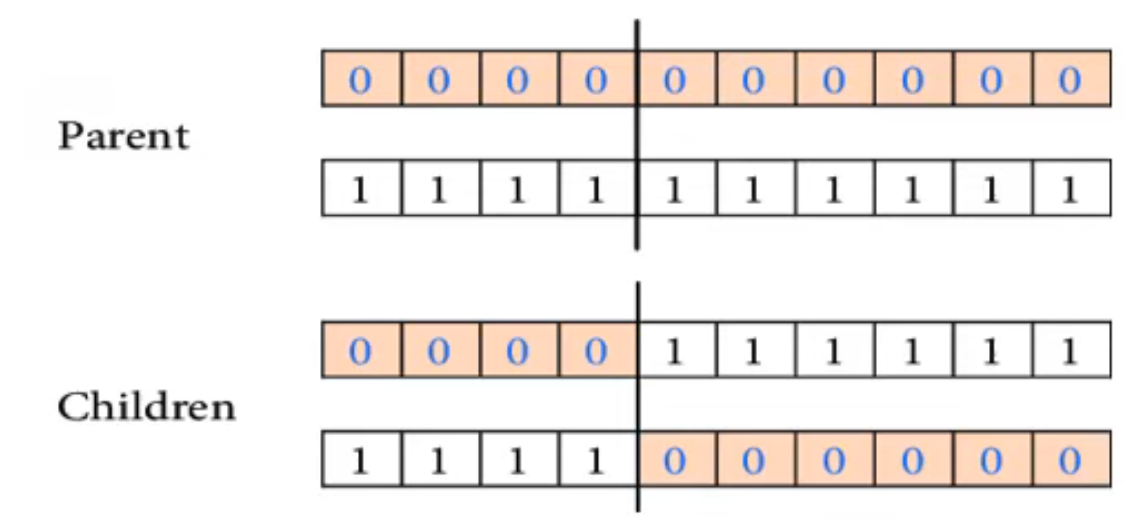 0 0 0 0 0 0 0 0 0 0
Parent
1 1 1 1 1 1 1 1 1 1
0 0 0 0 1 1 1 1 1 1
Children
1 1 1 1 0 0 0 0 0 0